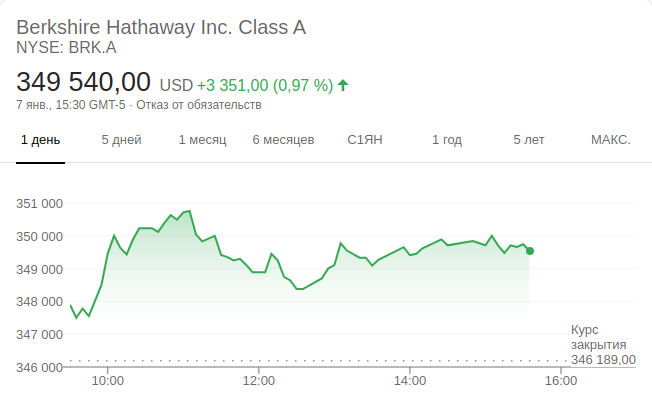 Berkshire Hathaway Inc. Class A
NYSE: BRK.A
349 540,00 USD +3 351,00 (0,97 %)
7 янв., 15:30 GMT-5 · Отказ от обязательств
1 день 5 дней 1 месяц 6 месяцев С1ЯН 1 год 5 лет МАКС.
351 000
350 000
349 000
348 000
347 000
Курс
закрытия
346 189,00
346 000
10:00 12:00 14:00 16:00